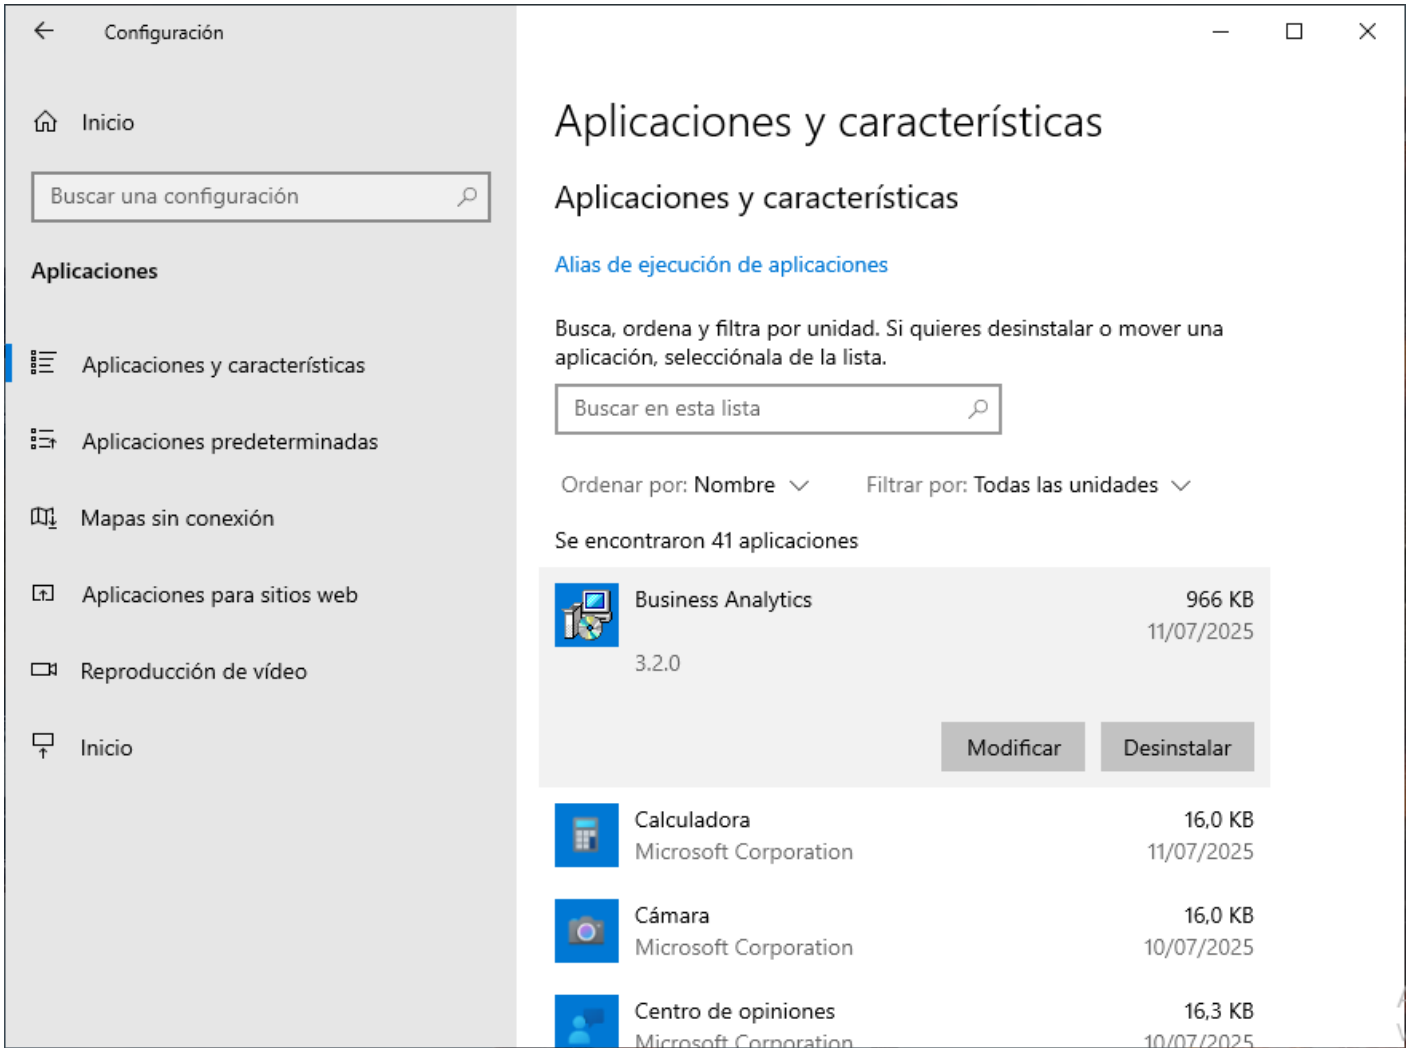 Configuración
Inicio
Buscar una configuración
Aplicaciones
Aplicaciones y características
Aplicaciones predeterminadas
Mapas sin conexión
Aplicaciones para sitios web
Reproducción de vídeo
Inicio
Aplicaciones y características
Aplicaciones y características
Alias de ejecución de aplicaciones
Busca, ordena y filtra por unidad. Si quieres desinstalar o mover una
aplicación, selecciónala de la lista.
Buscar en esta lista
Ordenar por: Nombre Filtrar por: Todas las unidades
Se encontraron 41 aplicaciones
Business Analytics 966 KB
11/07/2025
3.2.0
Modificar Desinstalar
Calculadora 16,0 KB
Microsoft Corporation 11/07/2025
Cámara 16,0 KB
Microsoft Corporation 10/07/2025
Centro de opiniones 16,3 KB
Microsoft Corporation 10/07/2025